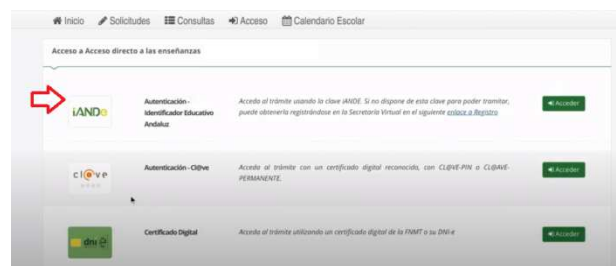 Inicio Solicitudes Consultas Acceso Calendario Escolar
Acceso a Acceso directo a las enseñanzas
iANDe
Autenticación -
Identificador Educativo
Andaluz
Acceda al trámite usando la clave iANDE. Si no dispone de esta clave para poder tramitar,
puede obtenerla registrándose en la Secretaría Virtual en el siguiente enlace a Registro
Acceder
cl@ve
Autenticación - Cl@ve
Acceda al trámite con un certificado digital reconocido, con CL@VE-PIN o CL@AVE-
PERMANENTE.
Acceder
dni e
Certificado Digital
Acceda al trámite utilizando un certificado digital de la FNMT o su DNI-e
Acceder